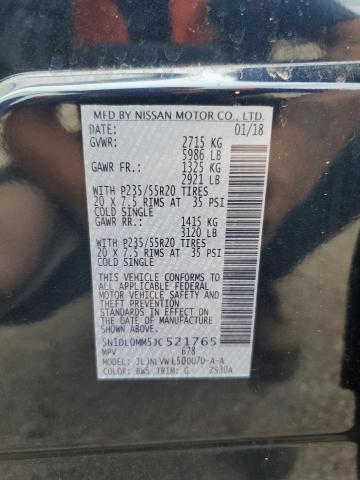 MFD BY NISSAN MOTOR CO., LTD.
DATE: 01/18
GVWR: 2715 KG
5986 LB
GAWR FR.: 1325 KG
2921 LB
WITH P235/55R20 TIRES
20 X 7.5 RIMS AT 35 PSI
COLD SINGLE
GAWR RR.: 1415 KG
3120 LB
WITH P235/55R20 TIRES
20 X 7.5 RIMS AT 35 PSI
COLD SINGLE
THIS VEHICLE CONFORMS TO
ALL APPLICABLE FEDERAL
MOTOR VEHICLE SAFETY
STANDARDS IN EFFECT ON
THE DATE OF MANUFACTURE
SHOWN ABOVE.
5N1DL0MM5JC521765
MPV 678
JLJNLVWL50UU7D-A-A
COLOR: BW5 TRIM: G ZS30A